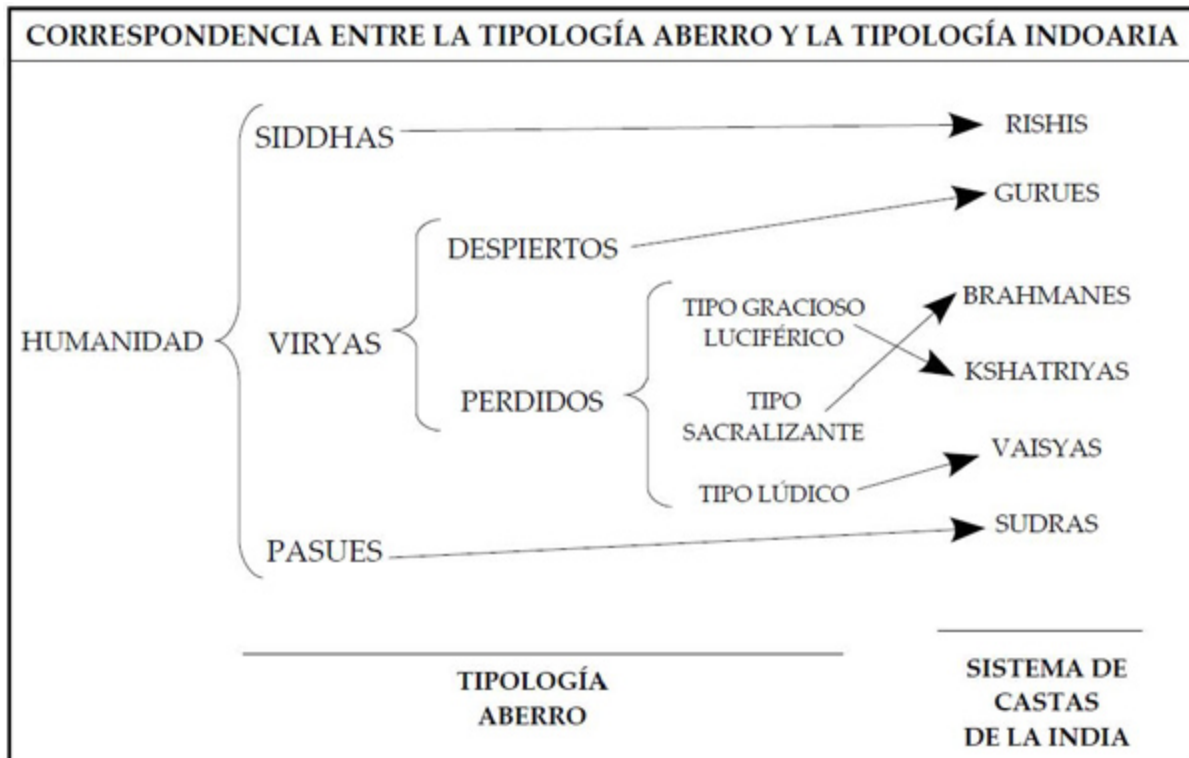 CORRESPONDENCIA ENTRE LA TIPOLOGÍA ABERRO Y LA TIPOLOGÍA INDOARIA
SIDDHAS
RISHIS
GURUES
DESPIERTOS
HUMANIDAD
VIRYAS
TIPO GRACIOSO
LUCIFÉRICO
BRAHMANES
KSHATRIYAS
PERDIDOS
TIPO
SACRALIZANTE
VAISYAS
TIPO LÚDICO
SUDRAS
PASUES
TIPOLOGÍA
ABERRO
SISTEMA DE
CASTAS
DE LA INDIA